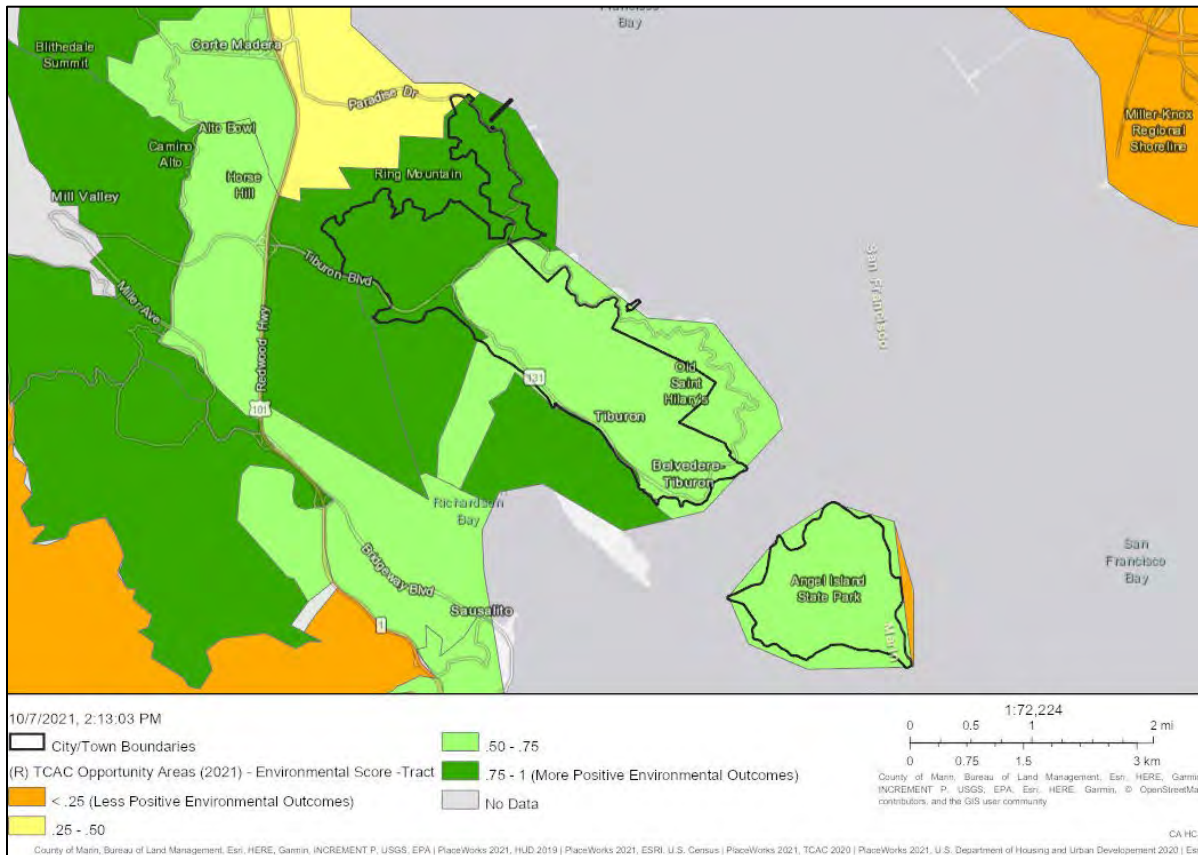 Bay
Corte Madera
Blithedale
Summit
Paradise Dr
Miller-Knox
Regional
Shoreline
Alto Bowl
Camino
Alto
Ring Mountain
Horse
Hill
Mill Valley
Tiburon Blvd
Miller Ave
Redwood Hwy
San Francisco
Old
Saint
Hilary's
131
101
Tiburon
Belvedere-
Tiburon
Richardson
Bay
San
Francisco
Bay
Bridgeway Blvd
Angel Island
State Park
Sausalito
1
Marin
10/7/2021, 2:13:03 PM
City/Town Boundaries
(R) TCAC Opportunity Areas (2021) - Environmental Score -Tract
< .25 (Less Positive Environmental Outcomes)
.25 - .50
.50 - .75
.75 - 1 (More Positive Environmental Outcomes)
No Data
1:72,224
0 0.5 1 2 mi
0 0.75 1.5 3 km
County of Marin, Bureau of Land Management, Esri, HERE, Garmin,
INCREMENT P, USGS, EPA, Esri, HERE, Garmin, © OpenStreetMap
contributors, and the GIS user community
CA HC
County of Marin, Bureau of Land Management, Esri, HERE, Garmin, INCREMENT P, USGS, EPA | PlaceWorks 2021, HUD 2019 | PlaceWorks 2021, ESRI, U.S. Census | PlaceWorks 2021, TCAC 2020 | PlaceWorks 2021, U.S. Department of Housing and Urban Developement 2020 | Es